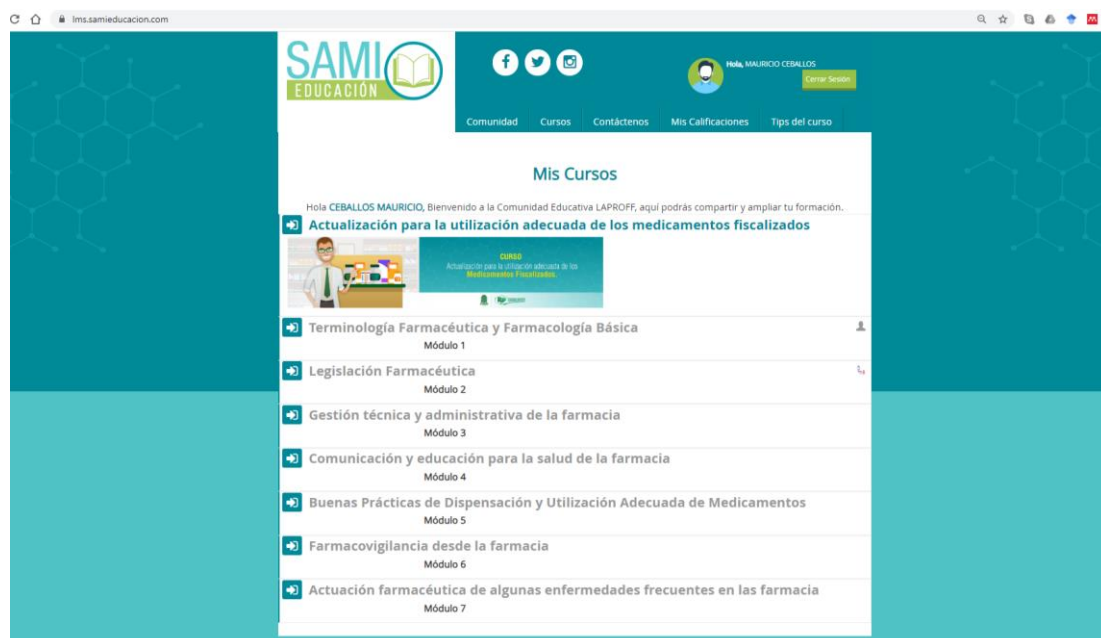 lms.samieducacion.com
SAMI
EDUCACIÓN
Hola, MAURICIO CEBALLOS
Cerrar Sesión
Comunidad Cursos Contáctenos Mis Calificaciones Tips del curso
Mis Cursos
Hola CEBALLOS MAURICIO, Bienvenido a la Comunidad Educativa LAPROFF, aquí podrás compartir y ampliar tu formación.
Actualización para la utilización adecuada de los medicamentos fiscalizados
CURSO
Actualización para la utilización adecuada de los
Medicamentos Fiscalizados.
Terminología Farmacéutica y Farmacología Básica
Módulo 1
Legislación Farmacéutica
Módulo 2
Gestión técnica y administrativa de la farmacia
Módulo 3
Comunicación y educación para la salud de la farmacia
Módulo 4
Buenas Prácticas de Dispensación y Utilización Adecuada de Medicamentos
Módulo 5
Farmacovigilancia desde la farmacia
Módulo 6
Actuación farmacéutica de algunas enfermedades frecuentes en las farmacia
Módulo 7